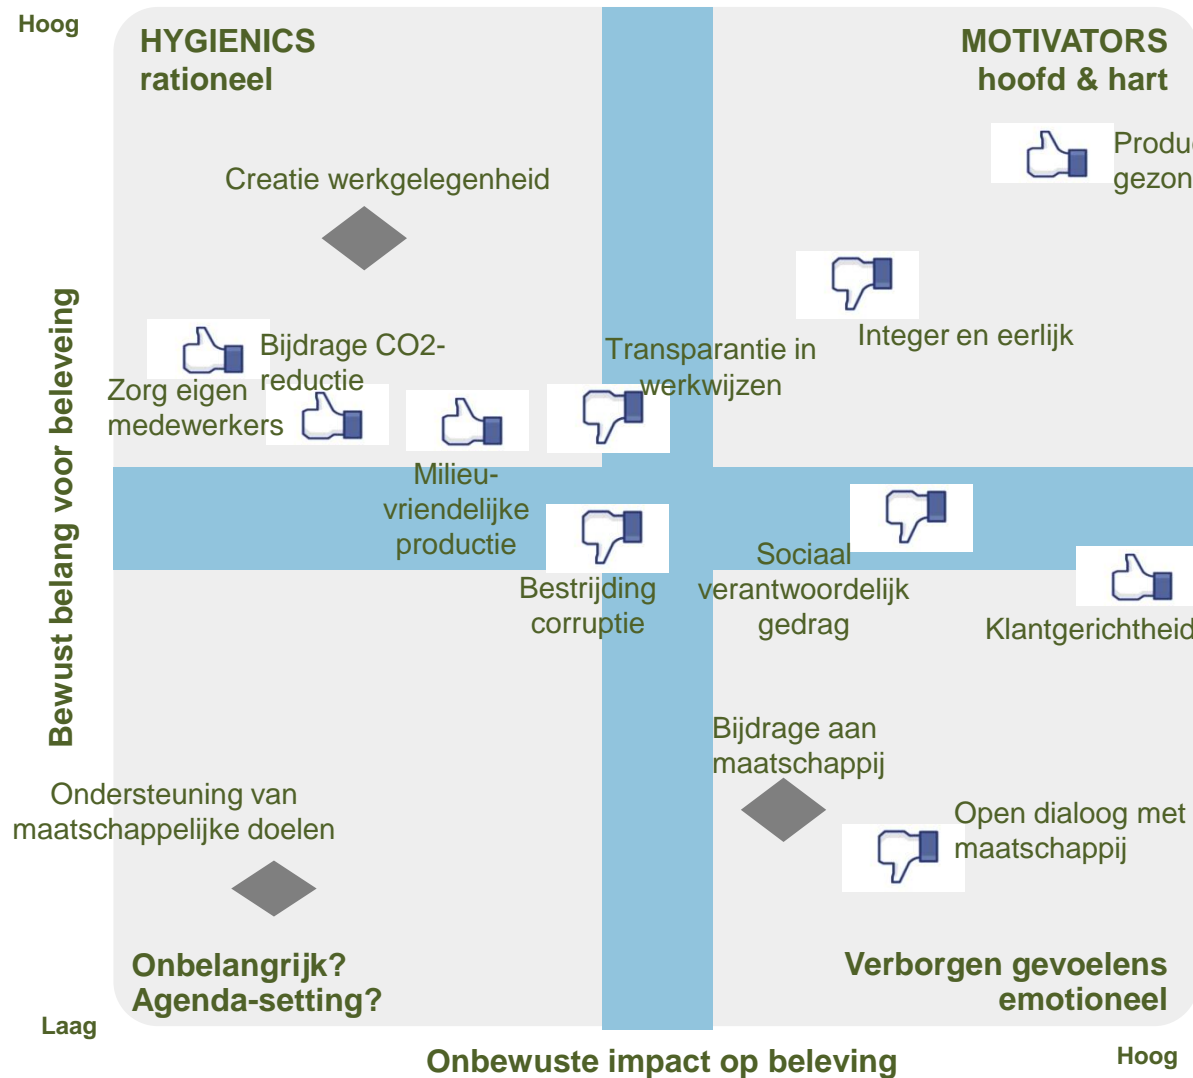 Hoog
HYGIENICS
rationeel
MOTIVATORS
hoofd & hart
Creatie werkgelegenheid
Bijdrage CO2-
reductie
Zorg eigen
medewerkers
Transparantie in
werkwijzen
Integer en eerlijk
Milieu-
vriendelijke
productie
Bestrijding
corruptie
Sociaal
verantwoordelijk
gedrag
Klantgerichtheid
Bewust belang voor beleveing
Bijdrage aan
maatschappij
Ondersteuning van
maatschappelijke doelen
Open dialoog met
maatschappij
Onbelangrijk?
Agenda-setting?
Verborgen gevoelens
emotioneel
Laag
Onbewuste impact op beleving
Hoog